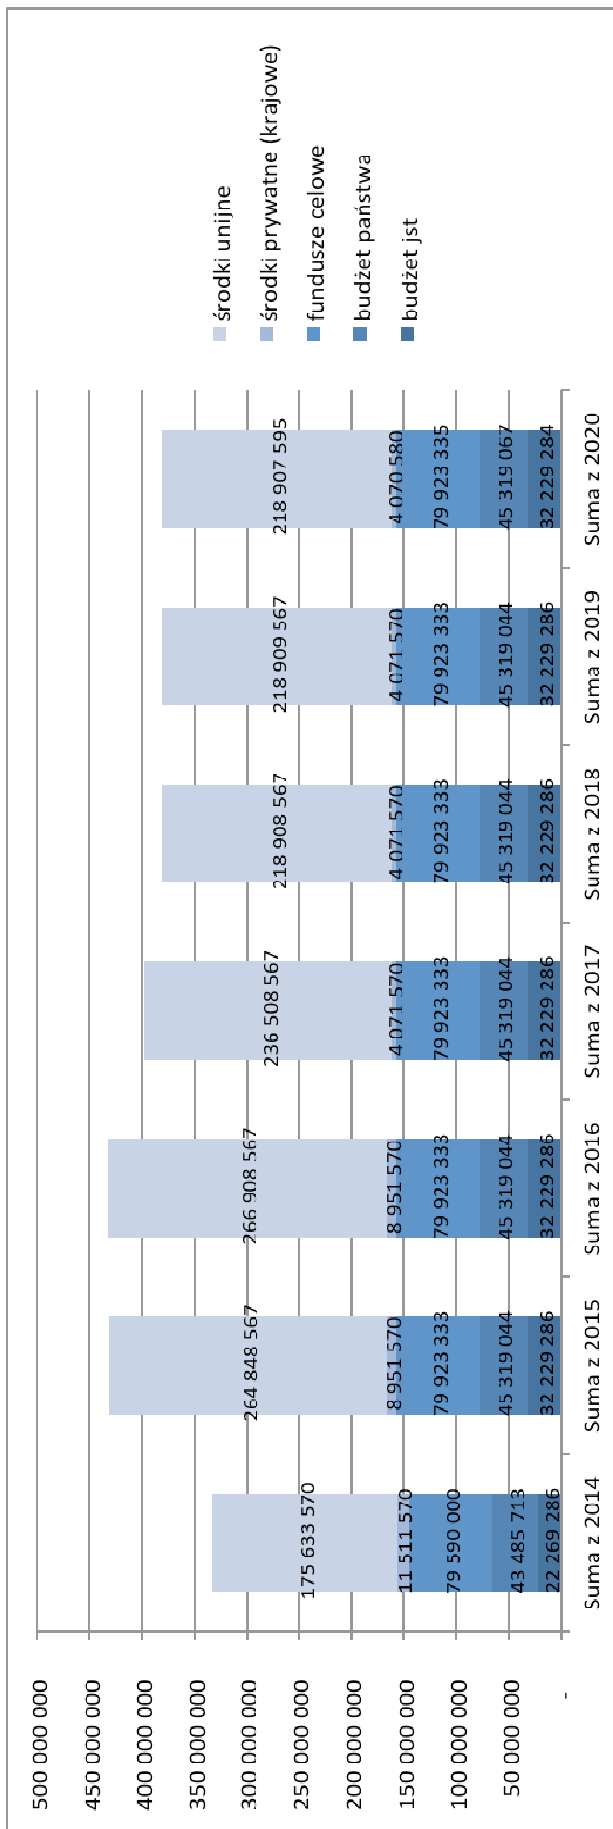 500 000 000
450 000 000
400 000 000
350 000 000
300 000 000
250 000 000
200 000 000
150 000 000
100 000 000
50 000 000
-
175 633 570
11 511 570
79 590 000
43 485 713
22 269 286
Suma z 2014
264 848 567
8 951 570
79 923 333
45 319 044
32 229 286
Suma z 2015
266 908 567
8 951 570
79 923 333
45 319 044
32 229 286
Suma z 2016
236 508 567
4 071 570
79 923 333
45 319 044
32 229 286
Suma z 2017
218 908 567
4 071 570
79 923 333
45 319 044
32 229 286
Suma z 2018
218 909 567
4 071 570
79 923 333
45 319 044
32 229 286
Suma z 2019
218 907 595
4 070 580
79 923 335
45 319 067
32 229 284
Suma z 2020
środki unijne
środki prywatne (krajowe)
fundusze celowe
budżet państwa
budżet jst